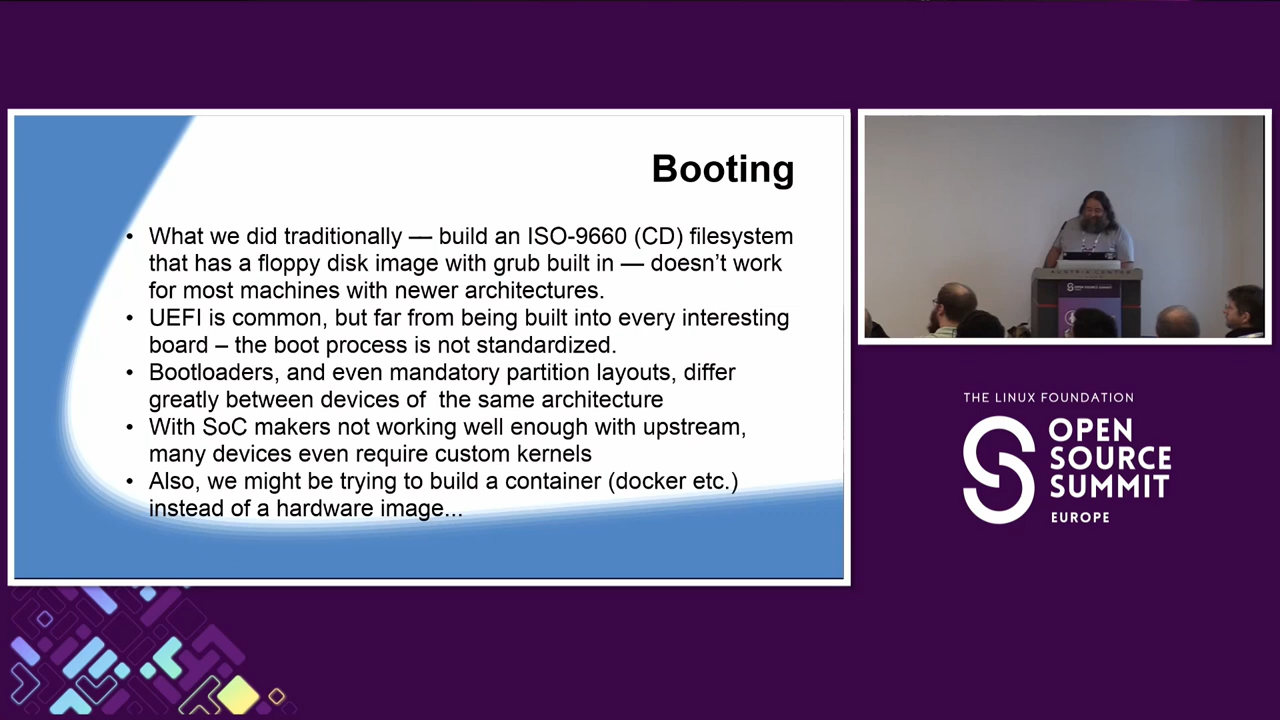 Booting
• What we did traditionally — build an ISO-9660 (CD) filesystem
that has a floppy disk image with grub built in — doesn’t work
for most machines with newer architectures.
• UEFI is common, but far from being built into every interesting
board – the boot process is not standardized.
• Bootloaders, and even mandatory partition layouts, differ
greatly between devices of  the same architecture
• With SoC makers not working well enough with upstream,
many devices even require custom kernels
• Also, we might be trying to build a container (docker etc.)
instead of a hardware image...
AUSTRIA CENTER
OPEN SOURCE SUMMIT
THE LINUX FOUNDATION
OPEN
SOURCE
SUMMIT
EUROPE